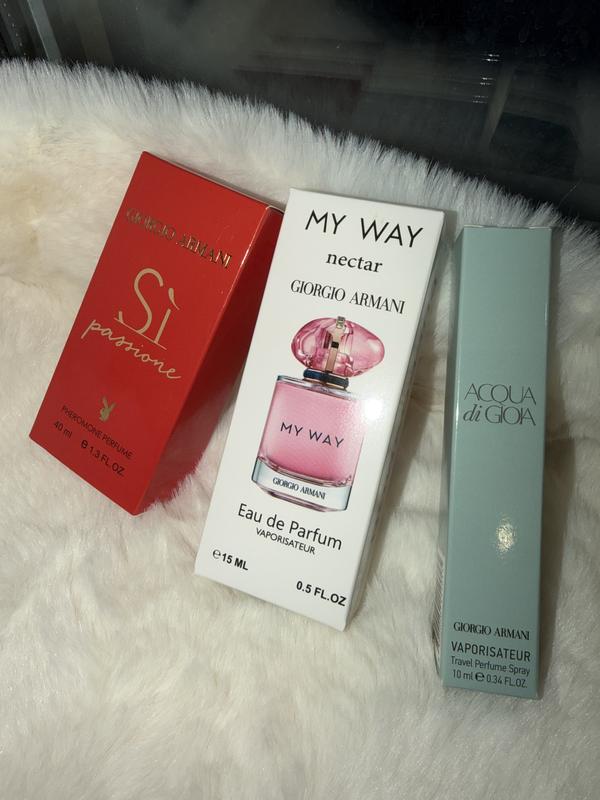 GIORGIO ARMANI
Sì
passione
PHEROMONE PERFUME
40 ml ℮ 1.3 FL.OZ.
MY WAY
nectar
GIORGIO ARMANI
MY WAY
GIORGIO ARMANI
Eau de Parfum
VAPORISATEUR
℮15 ML
0.5 FL.OZ
ACQUA
di GIOIA
GIORGIO ARMANI
VAPORISATEUR
Travel Perfume Spray
10 ml ℮ 0.34 FL.OZ.